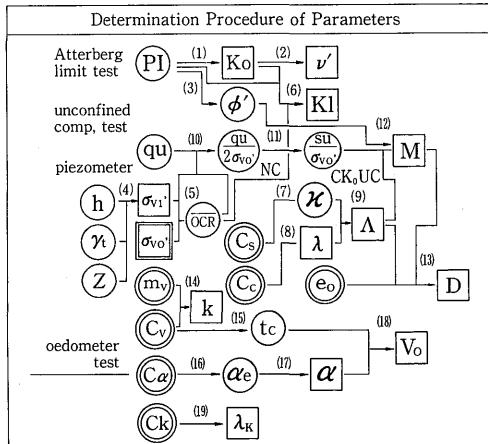 Determination Procedure of Parameters
Atterberg limit test
PI (1) Ko (2) ν'
(3) φ' (6) Kl
unconfined comp, test
qu (10) qu/2σvo' (11) su/σvo' (12) M
piezometer NC CKoUC
h (4) σv1' (5) OCR (7) ϰ (9) Λ
γt σvo' Cs (8) λ
Z Cc eo (13) D
mv (14) k
Cv (15) tc (18) Vo
oedometer test
Cα (16) αe (17) α
Ck (19) λK